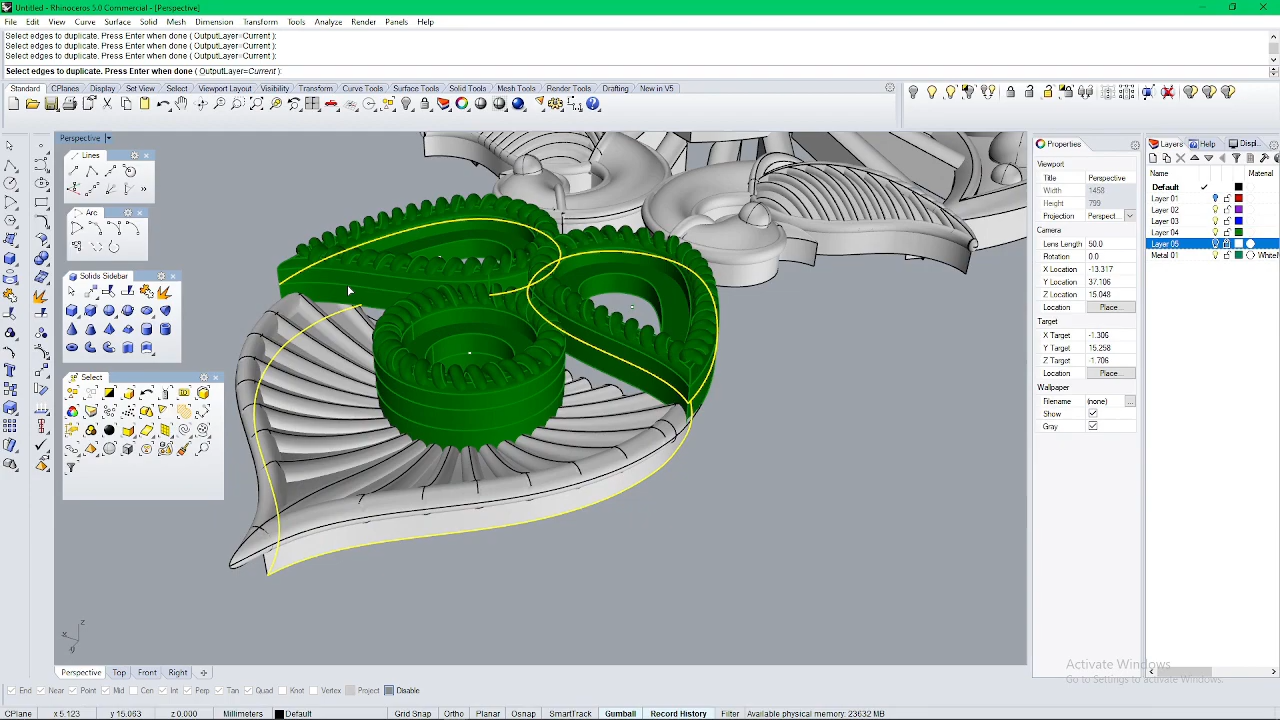 Untitled - Rhinoceros 5.0 Commercial - [Perspective]
File Edit View Curve Surface Solid Mesh Dimension Transform Tools Analyze Render Panels Help
Select edges to duplicate. Press Enter when done ( OutputLayer=Current ):
Select edges to duplicate. Press Enter when done ( OutputLayer=Current ):
Select edges to duplicate. Press Enter when done ( OutputLayer=Current ):
Select edges to duplicate. Press Enter when done ( OutputLayer=Current ):
Standard CPlanes Display Set View Select Viewport Layout Visibility Transform Curve Tools Surface Tools Solid Tools Mesh Tools Render Tools Drafting New in V5
Perspective
Lines
Arc
Solids Sidebar
Select
Properties
Viewport
Title Perspective
Width 1458
Height 799
Projection Perspect...
Camera
Lens Length 50.0
Rotation 0.0
X Location -13.317
Y Location 37.106
Z Location 15.048
Location Place...
Target
X Target -1.306
Y Target 15.258
Z Target -1.706
Location Place...
Wallpaper
Filename (none) ...
Show
Gray
Layers Help Displ...
Name Material
Default
Layer 01
Layer 02
Layer 03
Layer 04
Layer 05
Metal 01 White
z
x
y
Activate Windows
Go to Settings to activate Windows.
Perspective Top Front Right
End Near Point Mid Cen Int Perp Tan Quad Knot Vertex Project Disable
CPlane x 5.123 y 15.063 z 0.000 Millimeters Default Grid Snap Ortho Planar Osnap SmartTrack Gumball Record History Filter Available physical memory: 23632 MB